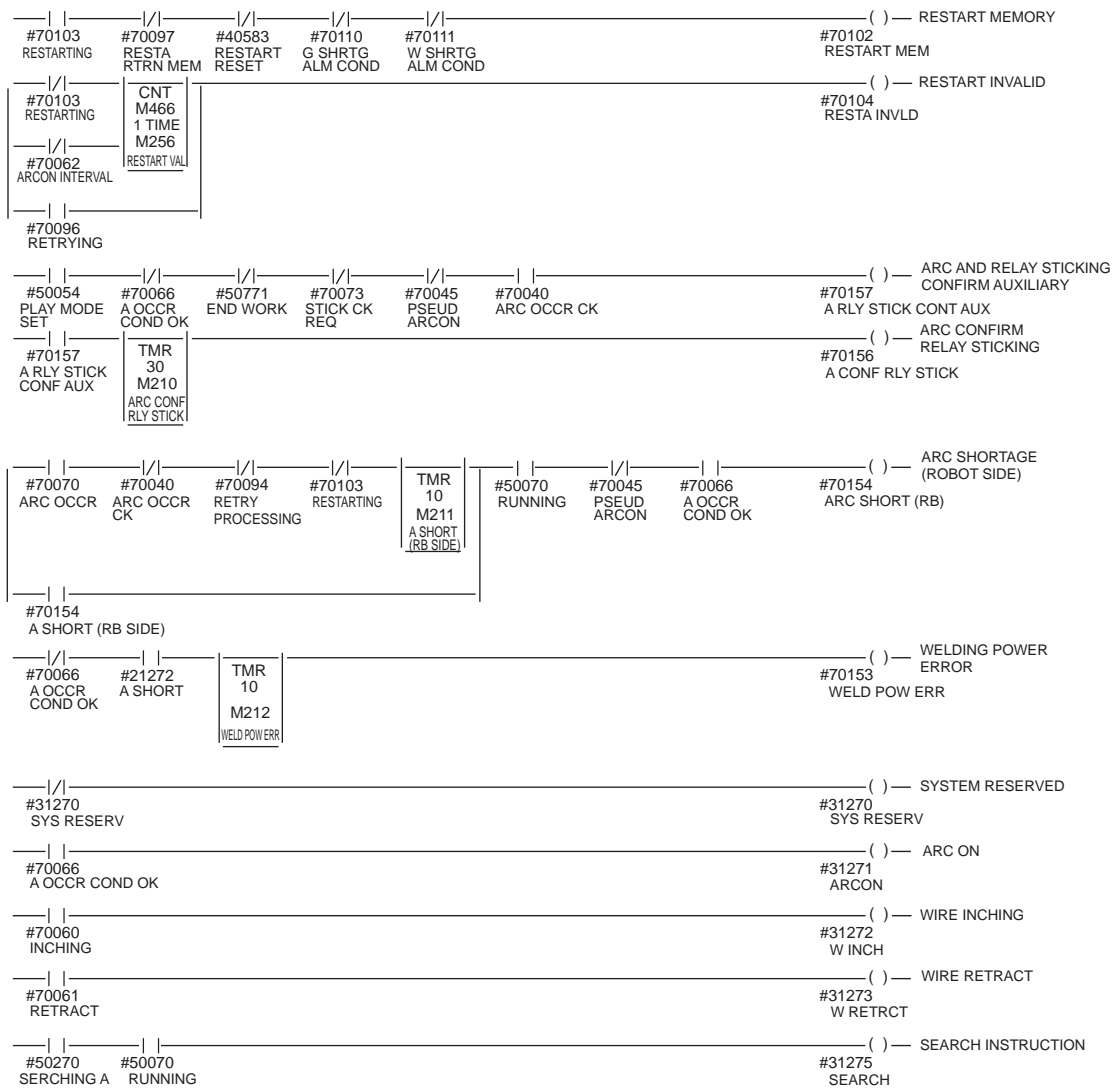 RESTART MEMORY
#70103 #70097 #40583 #70110 #70111 #70102
RESTARTING RESTA RESTART G SHRTG W SHRTG RESTART MEM
RTRN MEM RESET ALM COND ALM COND
CNT RESTART INVALID
#70103 M466 #70104
RESTARTING 1 TIME RESTA INVLD
M256
#70062 RESTART VAL
ARCON INTERVAL
#70096
RETRYING
ARC AND RELAY STICKING
CONFIRM AUXILIARY
#50054 #70066 #50771 #70073 #70045 #70040 #70157
PLAY MODE A OCCR END WORK STICK CK PSEUD ARC OCCR CK A RLY STICK CONT AUX
SET COND OK REQ ARCON
ARC CONFIRM
RELAY STICKING
#70157 TMR #70156
A RLY STICK 30 A CONF RLY STICK
CONF AUX M210
ARC CONF
RLY STICK
ARC SHORTAGE
(ROBOT SIDE)
#70070 #70040 #70094 #70103 TMR #50070 #70045 #70066 #70154
ARC OCCR ARC OCCR RETRY RESTARTING 10 RUNNING PSEUD A OCCR ARC SHORT (RB)
CK PROCESSING M211 ARCON COND OK
A SHORT
(RB SIDE)
#70154
A SHORT (RB SIDE)
WELDING POWER
ERROR
#70066 #21272 TMR #70153
A OCCR A SHORT 10 WELD POW ERR
COND OK
M212
WELD POW ERR
SYSTEM RESERVED
#31270 #31270
SYS RESERV SYS RESERV
ARC ON
#70066 #31271
A OCCR COND OK ARCON
WIRE INCHING
#70060 #31272
INCHING W INCH
WIRE RETRACT
#70061 #31273
RETRACT W RETRCT
SEARCH INSTRUCTION
#50270 #50070 #31275
SERCHING A RUNNING SEARCH